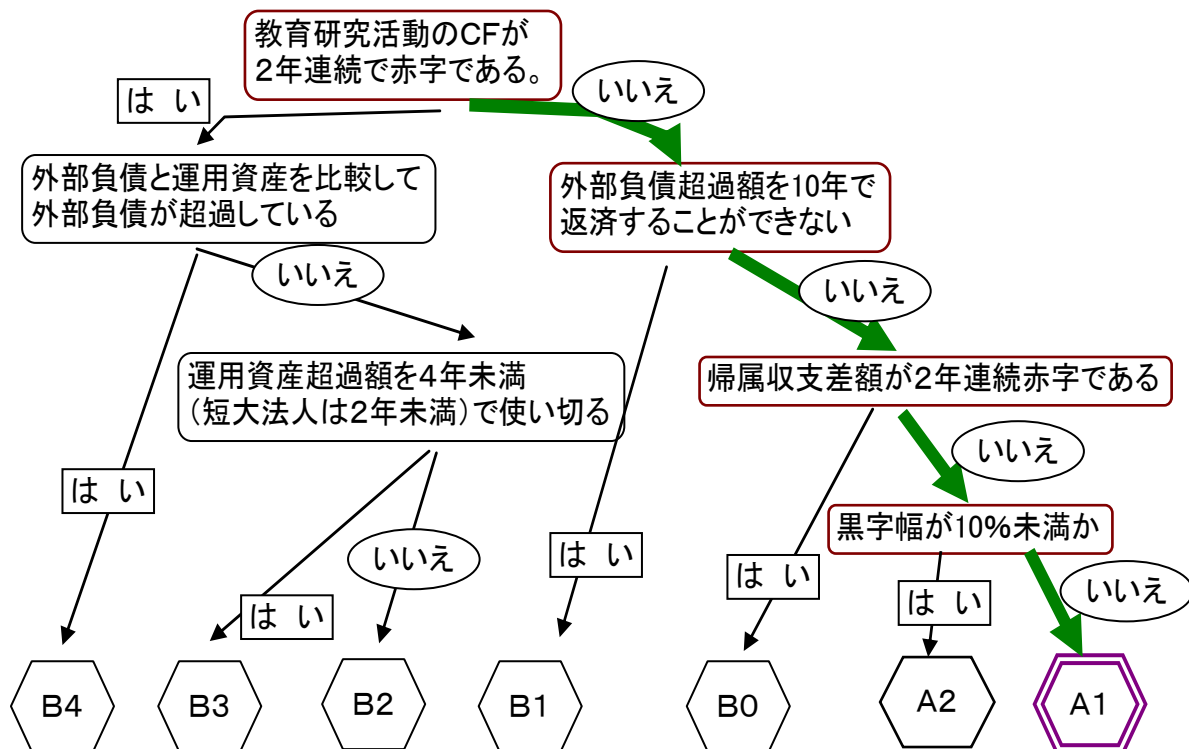 教育研究活動のCFが
2年連続で赤字である。
は い
いいえ
外部負債と運用資産を比較して
外部負債が超過している
外部負債超過額を10年で
返済することができない
いいえ
いいえ
運用資産超過額を4年未満
(短大法人は2年未満)で使い切る
帰属収支差額が2年連続赤字である
は い
いいえ
黒字幅が10%未満か
いいえ
は い
は い
は い
は い
いいえ
B4
B3
B2
B1
B0
A2
A1